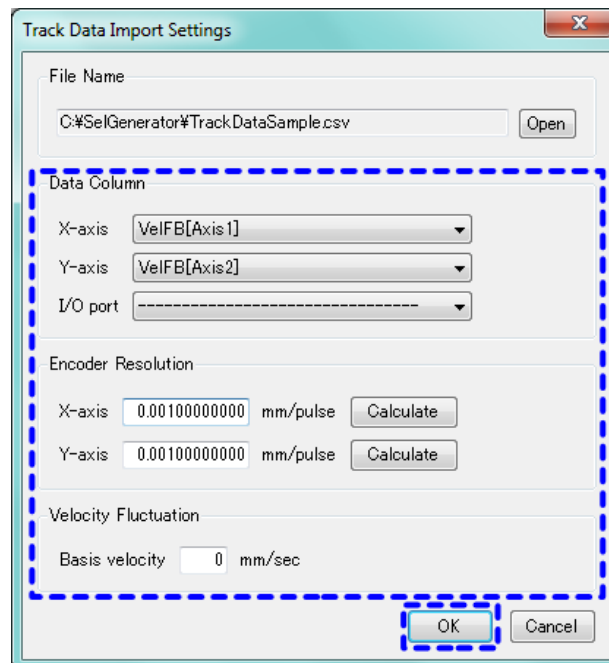 Track Data Import Settings
File Name
C:¥SelGenerator¥TrackDataSample.csv Open
Data Column
X-axis VelFB[Axis1]
Y-axis VelFB[Axis2]
I/O port --------------------------------
Encoder Resolution
X-axis 0.00100000000 mm/pulse Calculate
Y-axis 0.00100000000 mm/pulse Calculate
Velocity Fluctuation
Basis velocity 0 mm/sec
OK Cancel